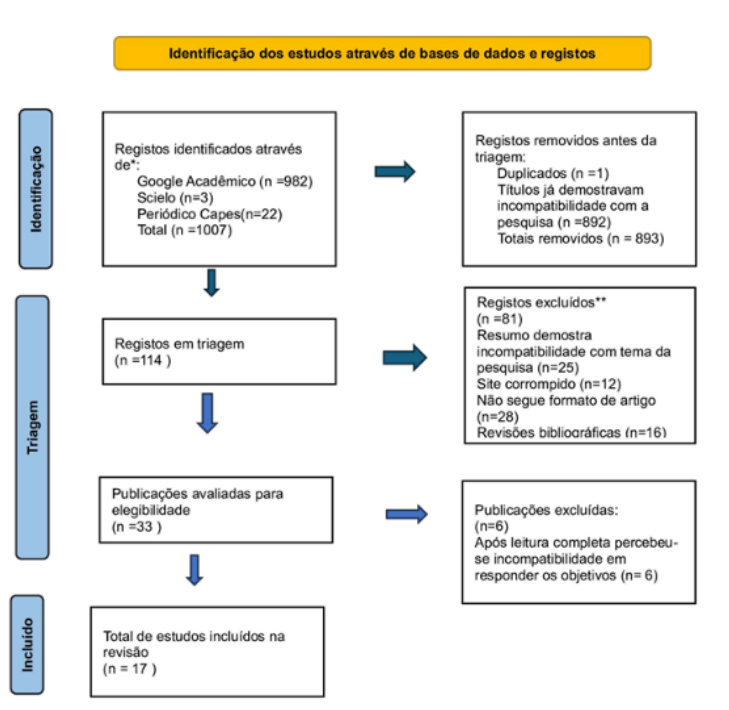 Identificação dos estudos através de bases de dados e registos
Identificação
Registos identificados através
de*:
Google Acadêmico (n =982)
Scielo (n=3)
Periódico Capes(n=22)
Total (n =1007)
Registos removidos antes da
triagem:
Duplicados (n =1)
Títulos já demostravam
incompatibilidade com a
pesquisa (n =892)
Totais removidos (n = 893)
Triagem
Registos em triagem
(n =114 )
Registos excluídos**
(n =81)
Resumo demostra
incompatibilidade com tema da
pesquisa (n=25)
Site corrompido (n=12)
Não segue formato de artigo
(n=28)
Revisões bibliográficas (n=16)
Publicações avaliadas para
elegibilidade
(n =33 )
Publicações excluídas:
(n=6)
Após leitura completa percebeu-
se incompatibilidade em
responder os objetivos (n= 6)
Incluído
Total de estudos incluídos na
revisão
(n = 17 )